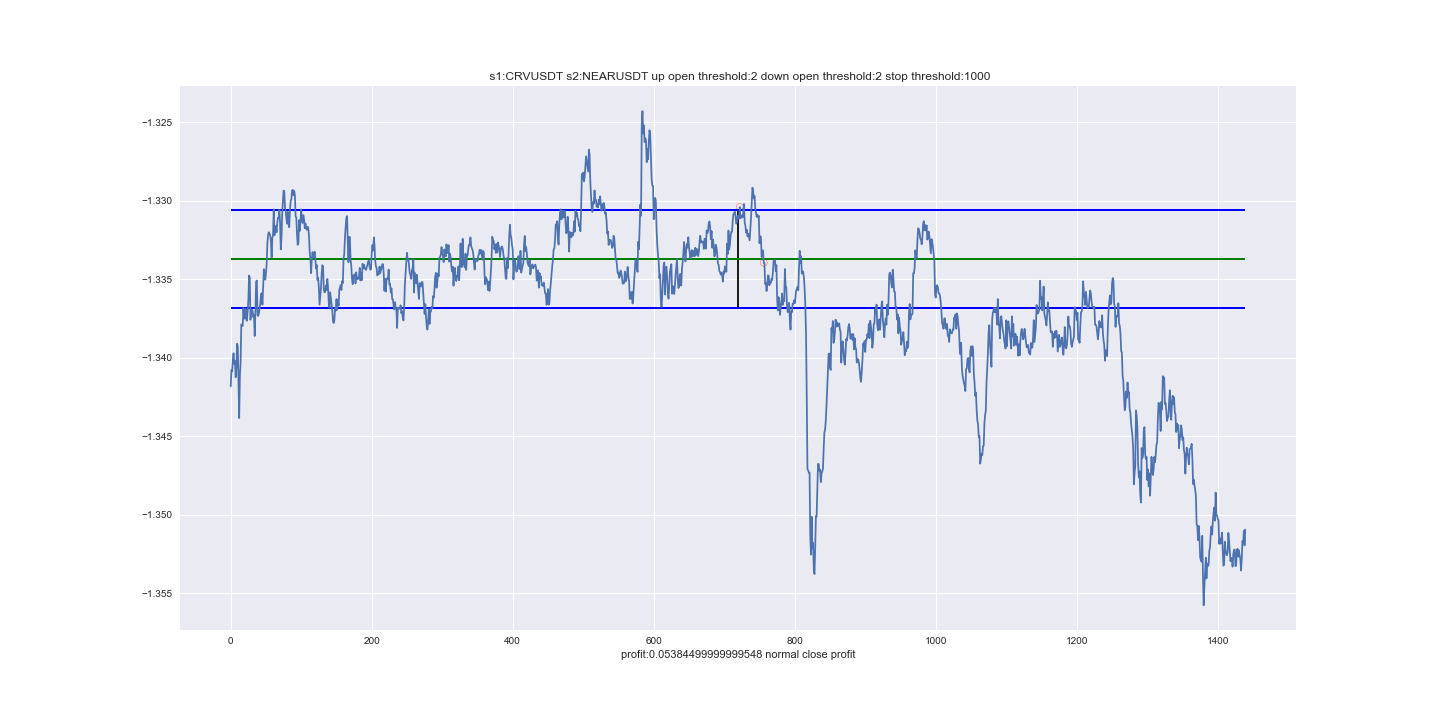 s1:CRVUSDT s2:NEARUSDT up open threshold:2 down open threshold:2 stop threshold:1000
−1.325
−1.330
−1.335
−1.340
−1.345
−1.350
−1.355
0 200 400 600 800 1000 1200 1400
profit:0.05384499999999548 normal close profit